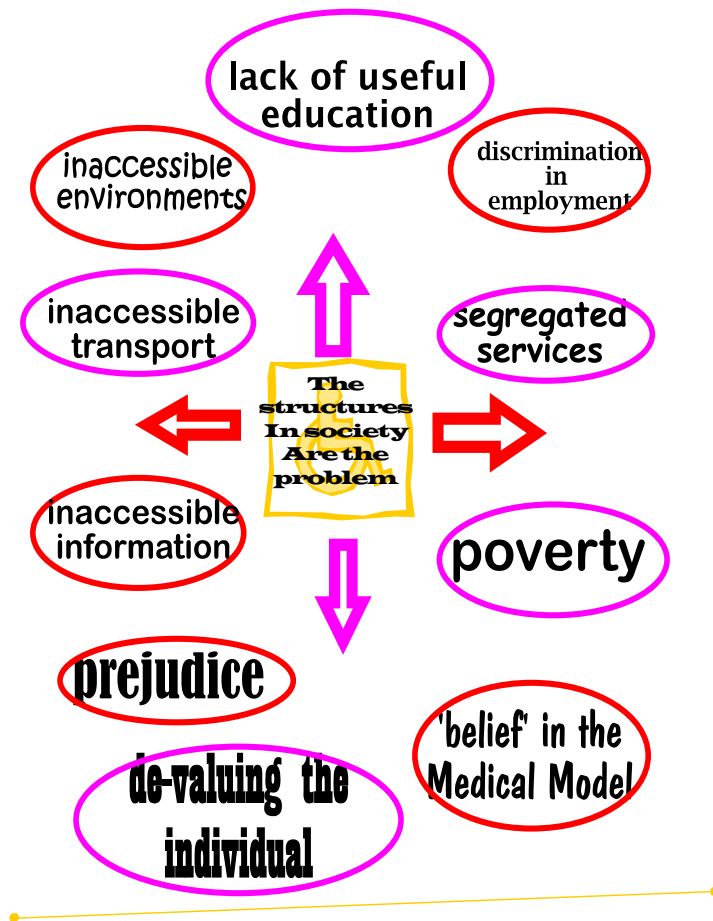 lack of useful
education
inaccessible
environments
discrimination
in
employment
inaccessible
transport
segregated
services
The
structures
In society
Are the
problem
inaccessible
information
poverty
prejudice
'belief' in the
Medical Model
de-valuing the
individual